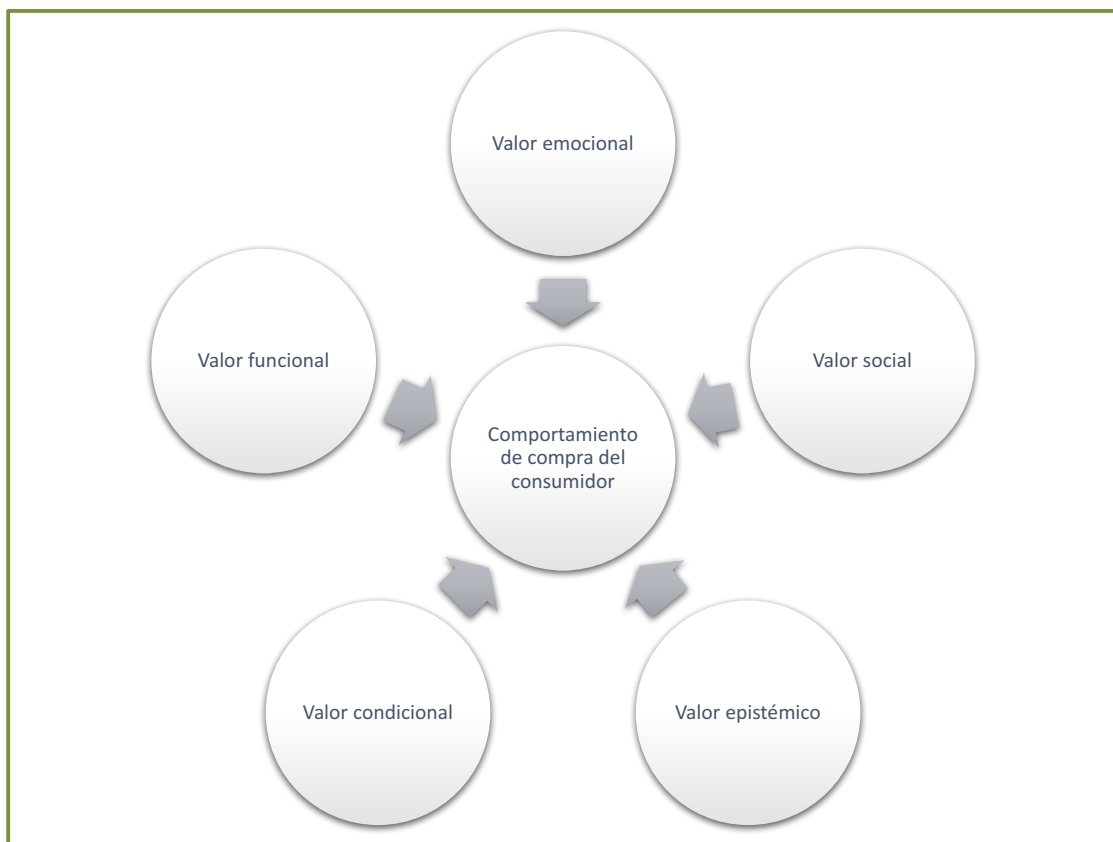 Valor emocional
Valor funcional
Valor social
Comportamiento
de compra del
consumidor
Valor condicional
Valor epistémico